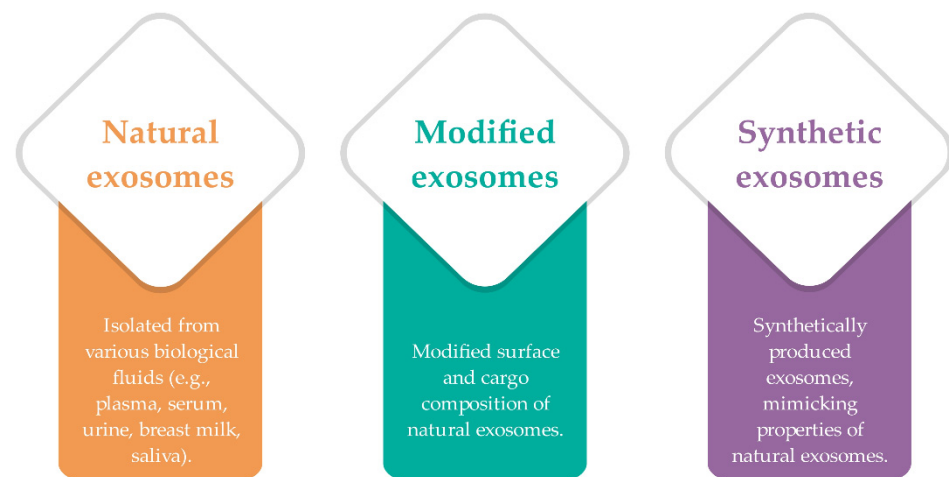 Natural
exosomes
Isolated from
various biological
fluids (e.g.,
plasma, serum,
urine, breast milk,
saliva).
Modified
exosomes
Modified surface
and cargo
composition of
natural exosomes.
Synthetic
exosomes
Synthetically
produced
exosomes,
mimicking
properties of
natural exosomes.